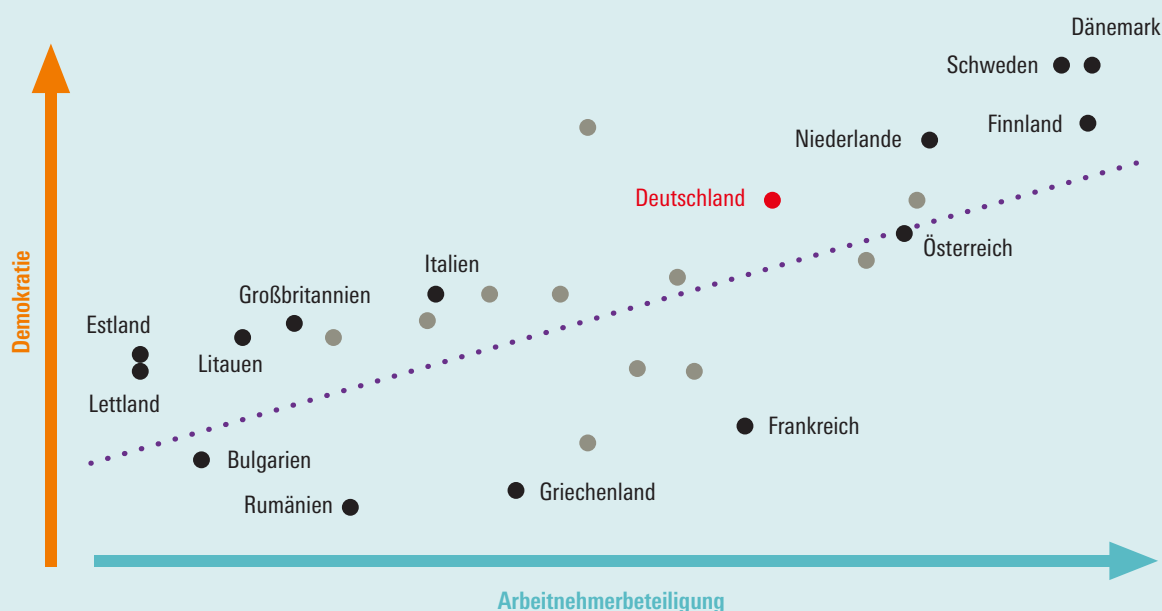 Dänemark
Schweden
Finnland
Niederlande
Deutschland
Österreich
Italien
Großbritannien
Estland
Litauen
Lettland
Frankreich
Bulgarien
Griechenland
Rumänien
Demokratie
Arbeitnehmerbeteiligung